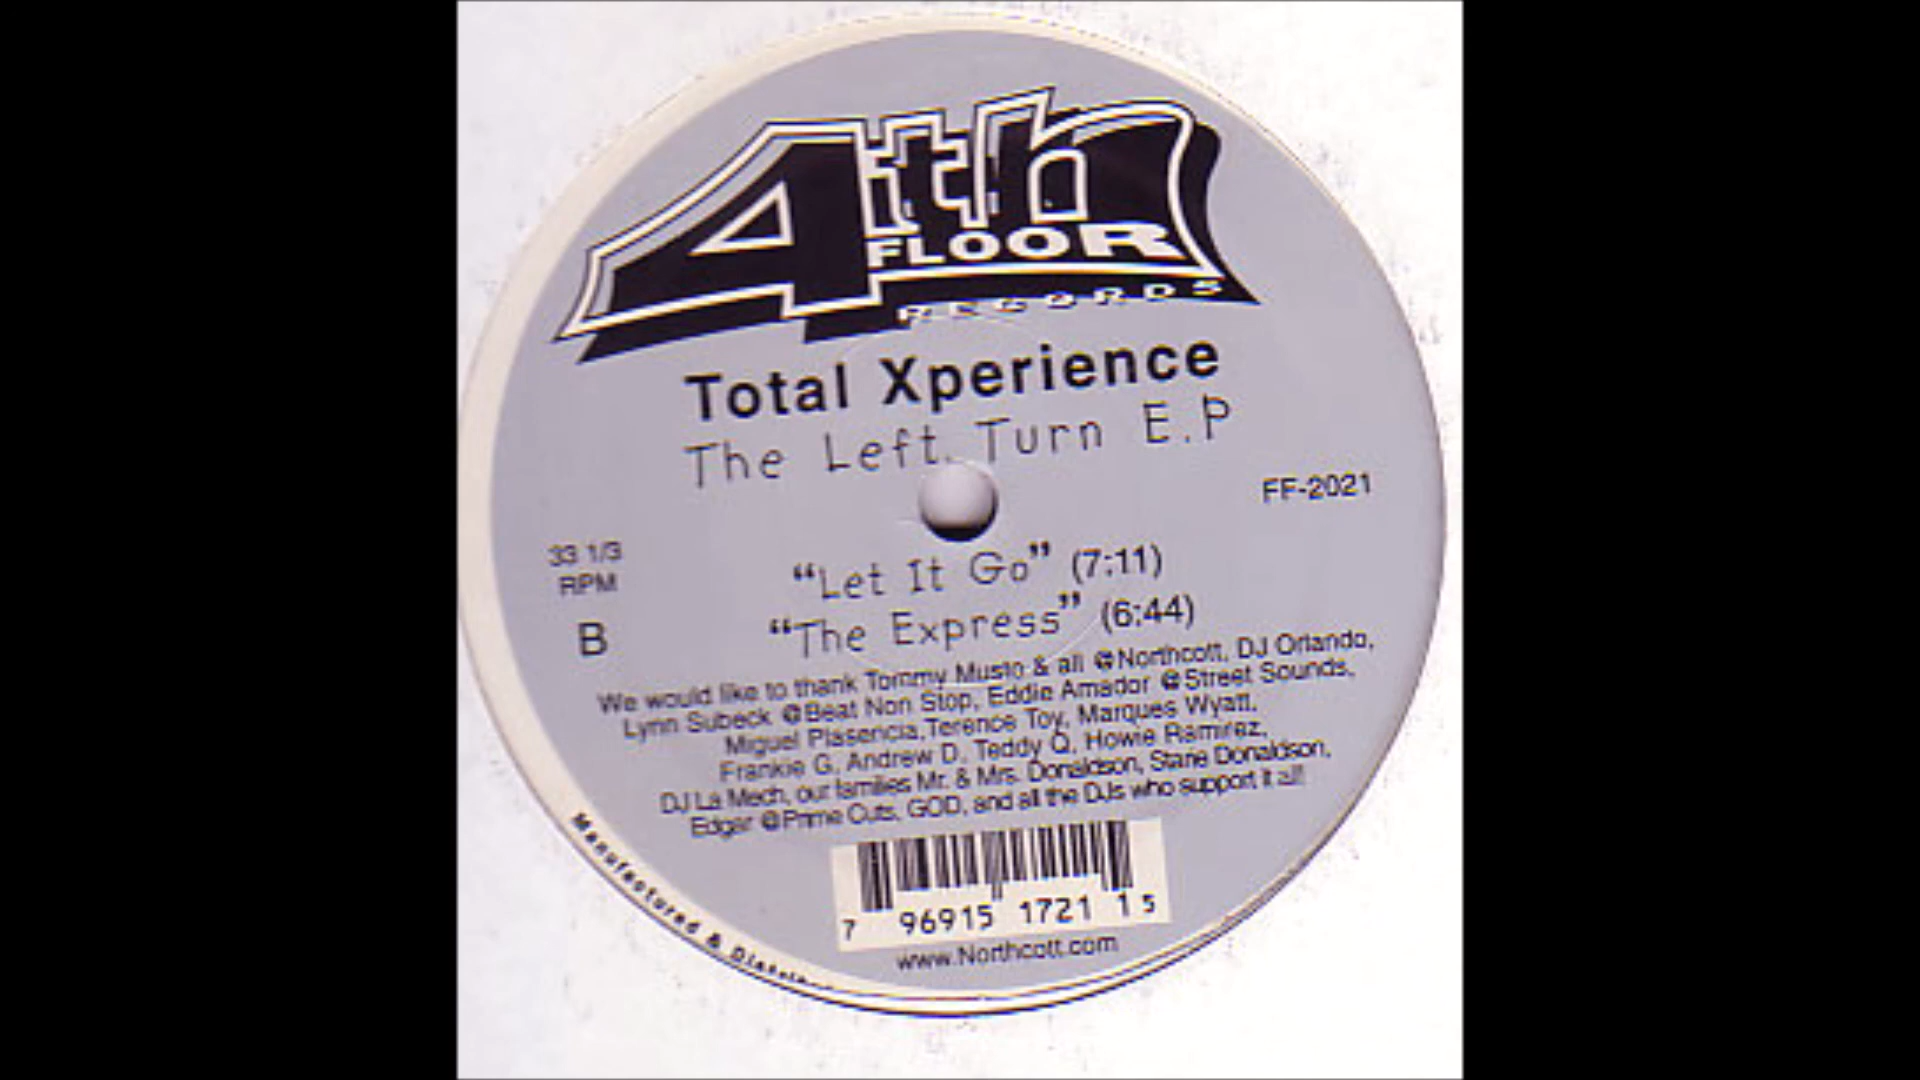 4th
FLOOR
RECORDS
Total Xperience
The Left Turn E.P
FF-2021
33 1/3
RPM
B
“Let It Go” (7:11)
“The Express” (6:44)
We would like to thank Tommy Musto & all @Northcott, DJ Orlando,
Lynn Subeck @Beat Non Stop, Eddie Amador @Street Sounds,
Miguel Plasencia, Terence Toy, Marques Wyatt,
Frankie G, Andrew D, Teddy Q, Howie Ramirez,
DJ La Mech, our families Mr. & Mrs. Donaldson, Donaldson,
Edgar @Prime Cuts, GOD, and all the DJs who support it all!
7 96915 1721 1 5
www.Northcott.com
Manufactured &